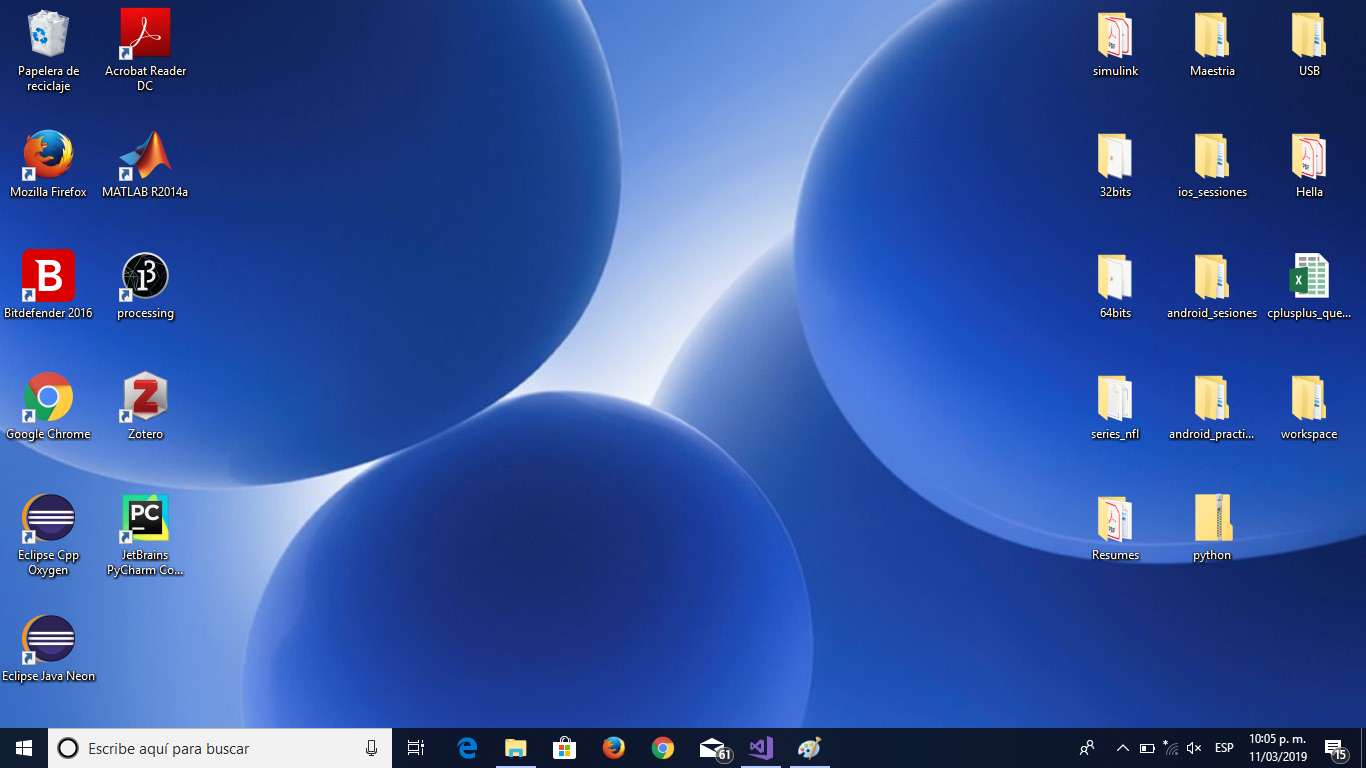 Papelera de
reciclaje
Acrobat Reader
DC
simulink
Maestria
USB
Mozilla Firefox
MATLAB R2014a
32bits
ios_sessiones
Hella
Bitdefender 2016
processing
64bits
android_sesiones
cplusplus_que...
Google Chrome
Zotero
series_nfl
android_practi...
workspace
Eclipse Cpp
Oxygen
JetBrains
PyCharm Co...
Resumes
python
Eclipse Java Neon
Escribe aquí para buscar
61
ESP
10:05 p. m.
11/03/2019
15